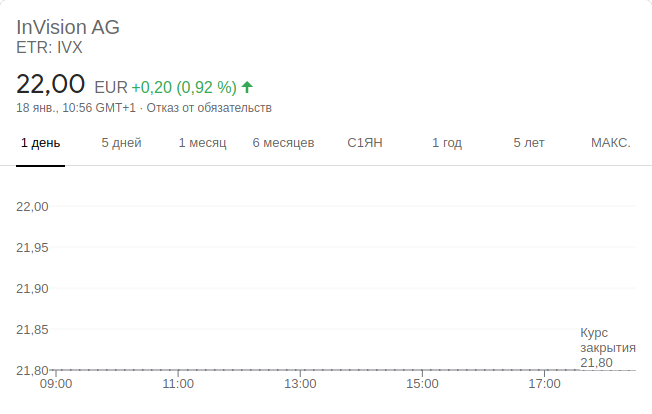 InVision AG
ETR: IVX
22,00 EUR +0,20 (0,92 %)
18 янв., 10:56 GMT+1 · Отказ от обязательств
1 день 5 дней 1 месяц 6 месяцев С1ЯН 1 год 5 лет МАКС.
22,00
21,95
21,90
21,85
Курс
закрытия
21,80
21,80
09:00 11:00 13:00 15:00 17:00